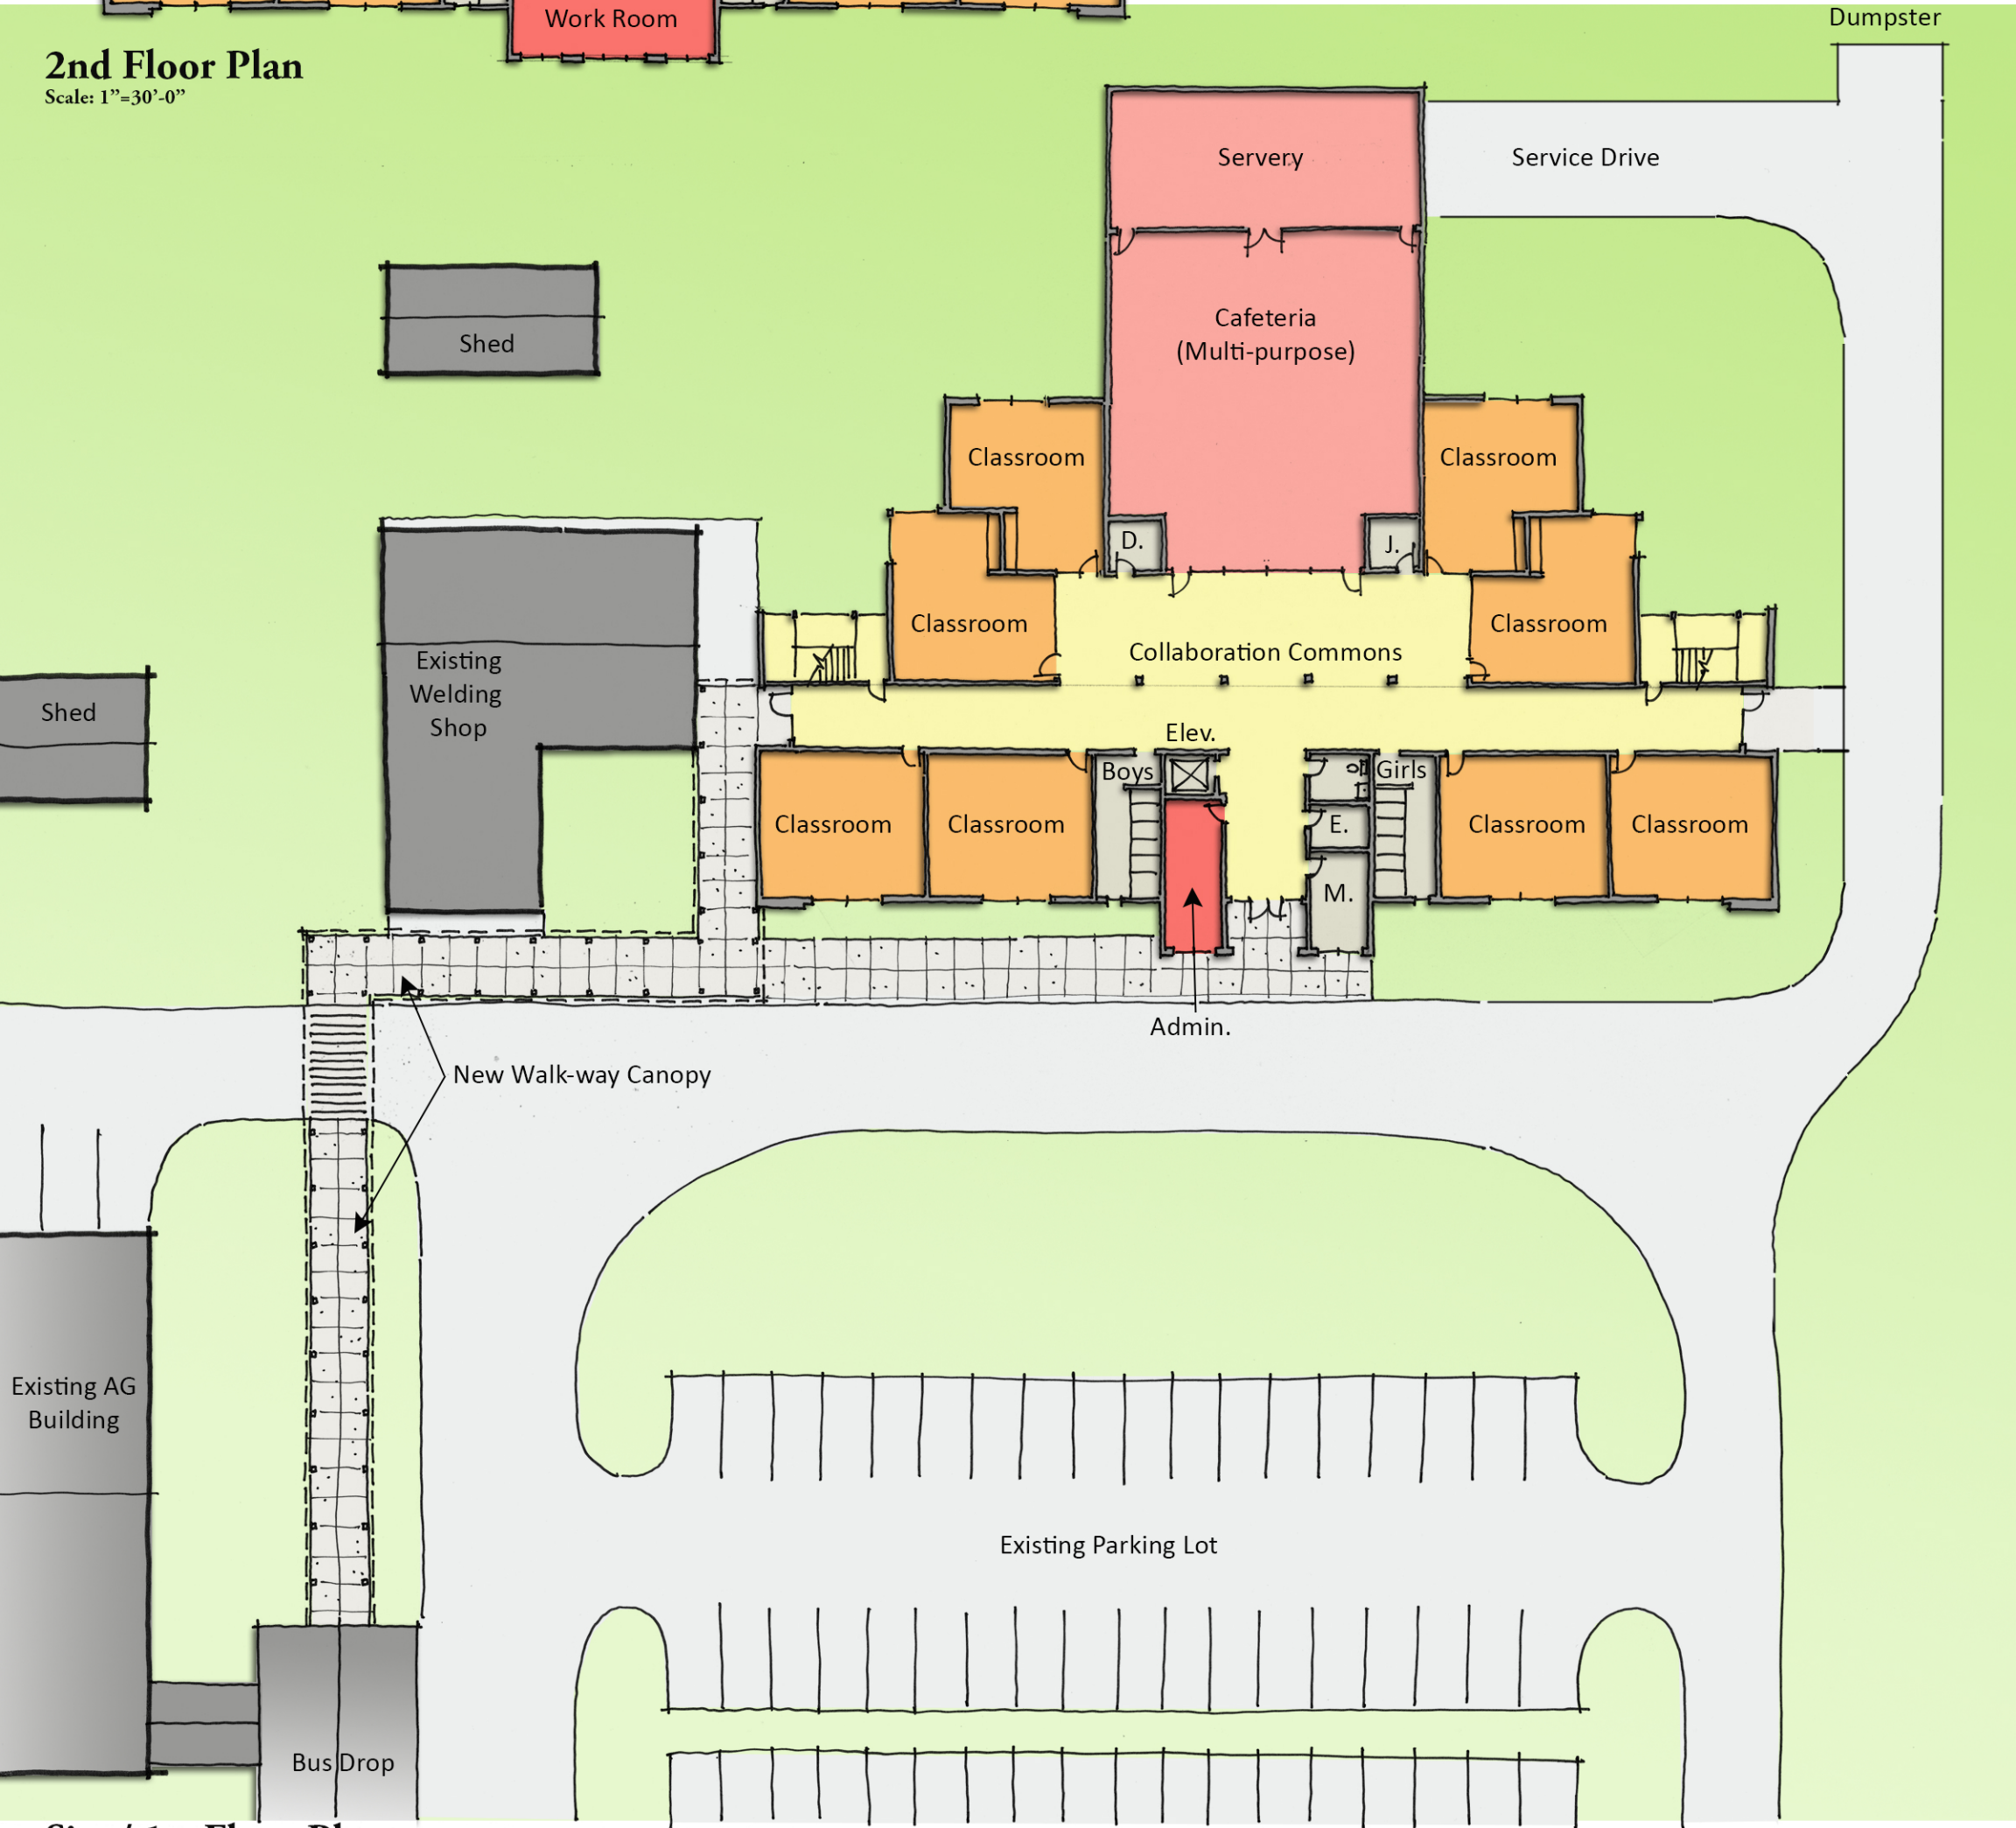 Work Room
Dumpster
2nd Floor Plan
Scale: 1”=30’-0”
Servery
Service Drive
Cafeteria
(Multi-purpose)
Shed
Classroom
Classroom
D.
J.
Classroom
Classroom
Collaboration Commons
Existing
Welding
Shop
Shed
Elev.
Boys
Girls
Classroom
Classroom
E.
Classroom
Classroom
M.
Admin.
New Walk-way Canopy
Existing AG
Building
Existing Parking Lot
Bus Drop